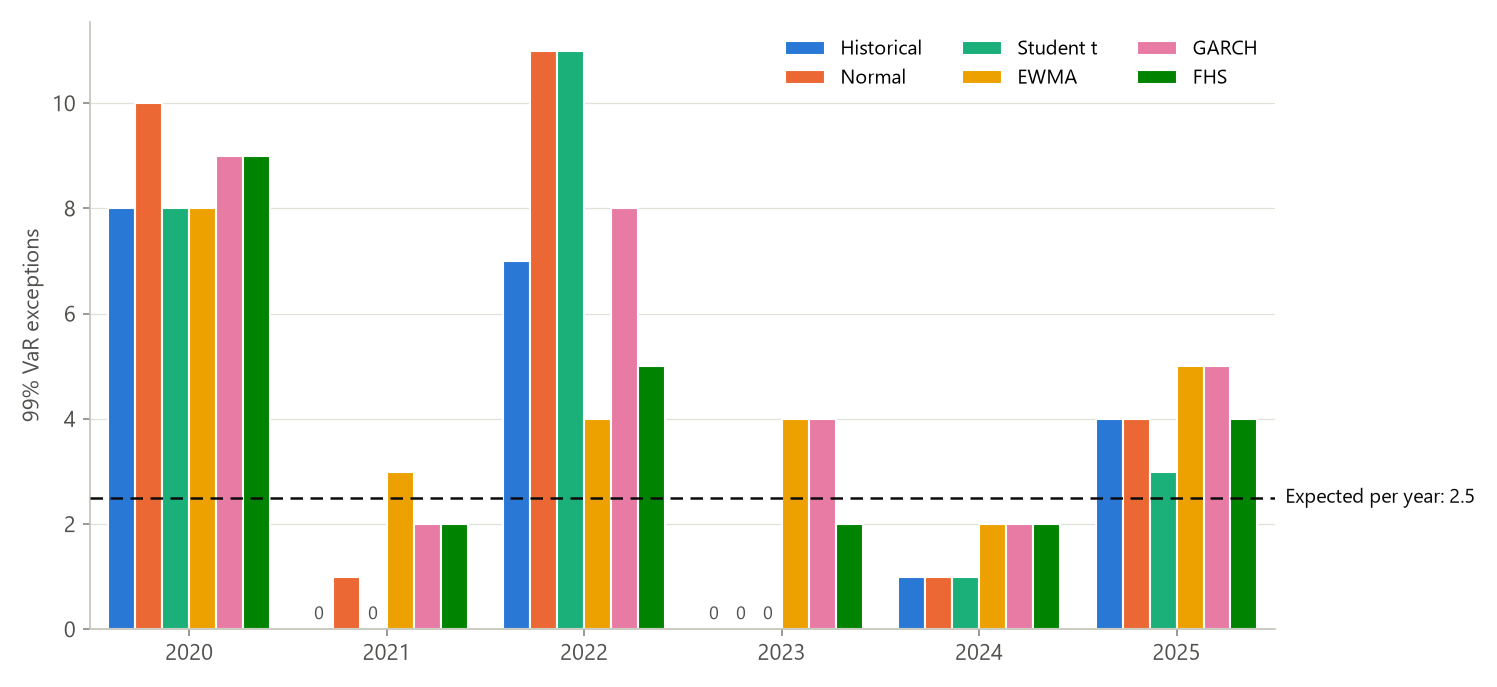 Historical
Student t
GARCH
Normal
EWMA
FHS
99% VaR exceptions
10
8
6
4
2
0
0
0
0
0
0
Expected per year: 2.5
2020
2021
2022
2023
2024
2025